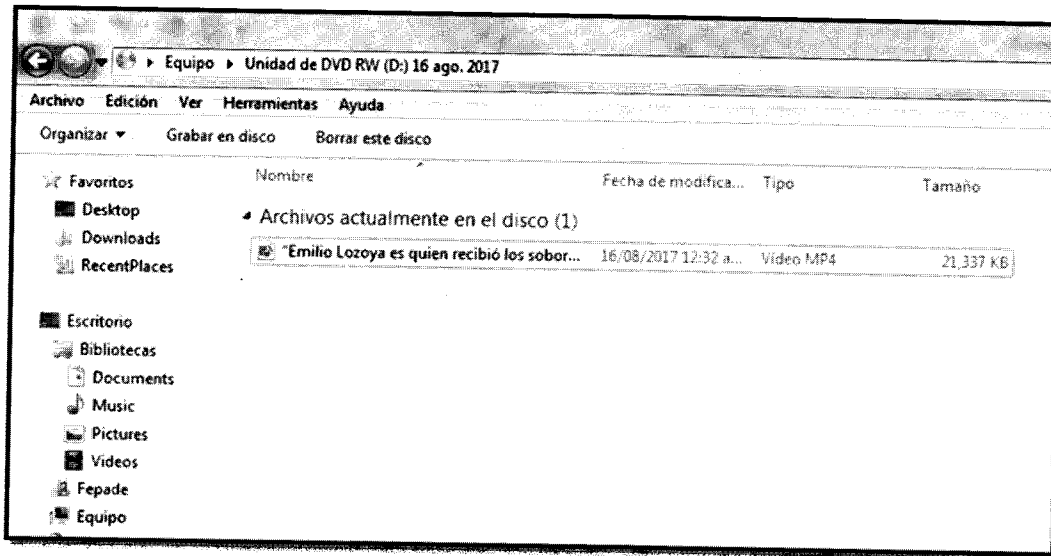 Equipo ▸ Unidad de DVD RW (D:) 16 ago. 2017
Archivo Edición Ver Herramientas Ayuda
Organizar ▼ Grabar en disco Borrar este disco
Nombre Fecha de modifica... Tipo Tamaño
Favoritos
Desktop
Downloads
RecentPlaces
Archivos actualmente en el disco (1)
"Emilio Lozoya es quien recibió los sobor... 16/08/2017 12:32 a... Video MP4 21,337 KB
Escritorio
Bibliotecas
Documents
Music
Pictures
Videos
Fepade
Equipo